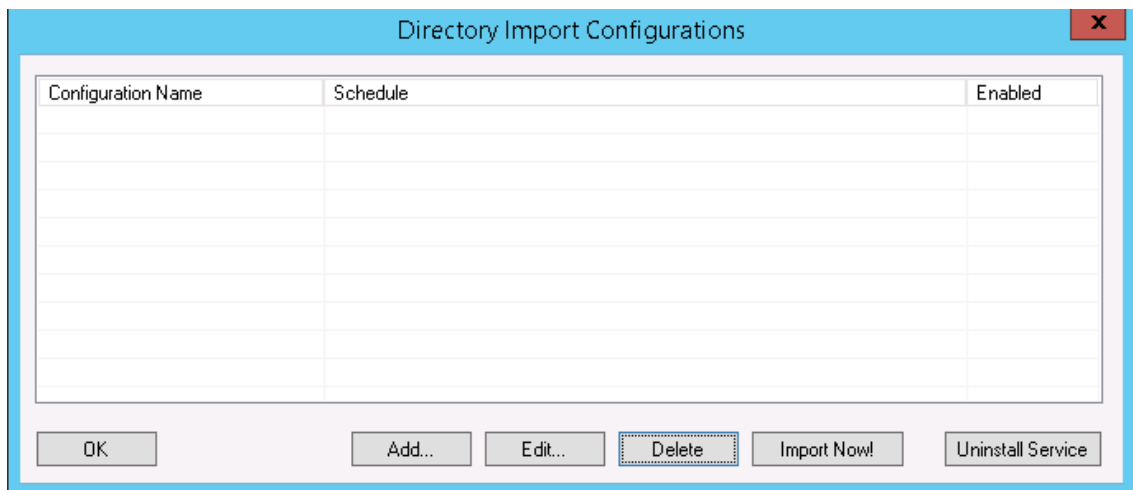 Directory Import Configurations
x
Configuration Name Schedule Enabled
OK Add... Edit... Delete Import Now! Uninstall Service